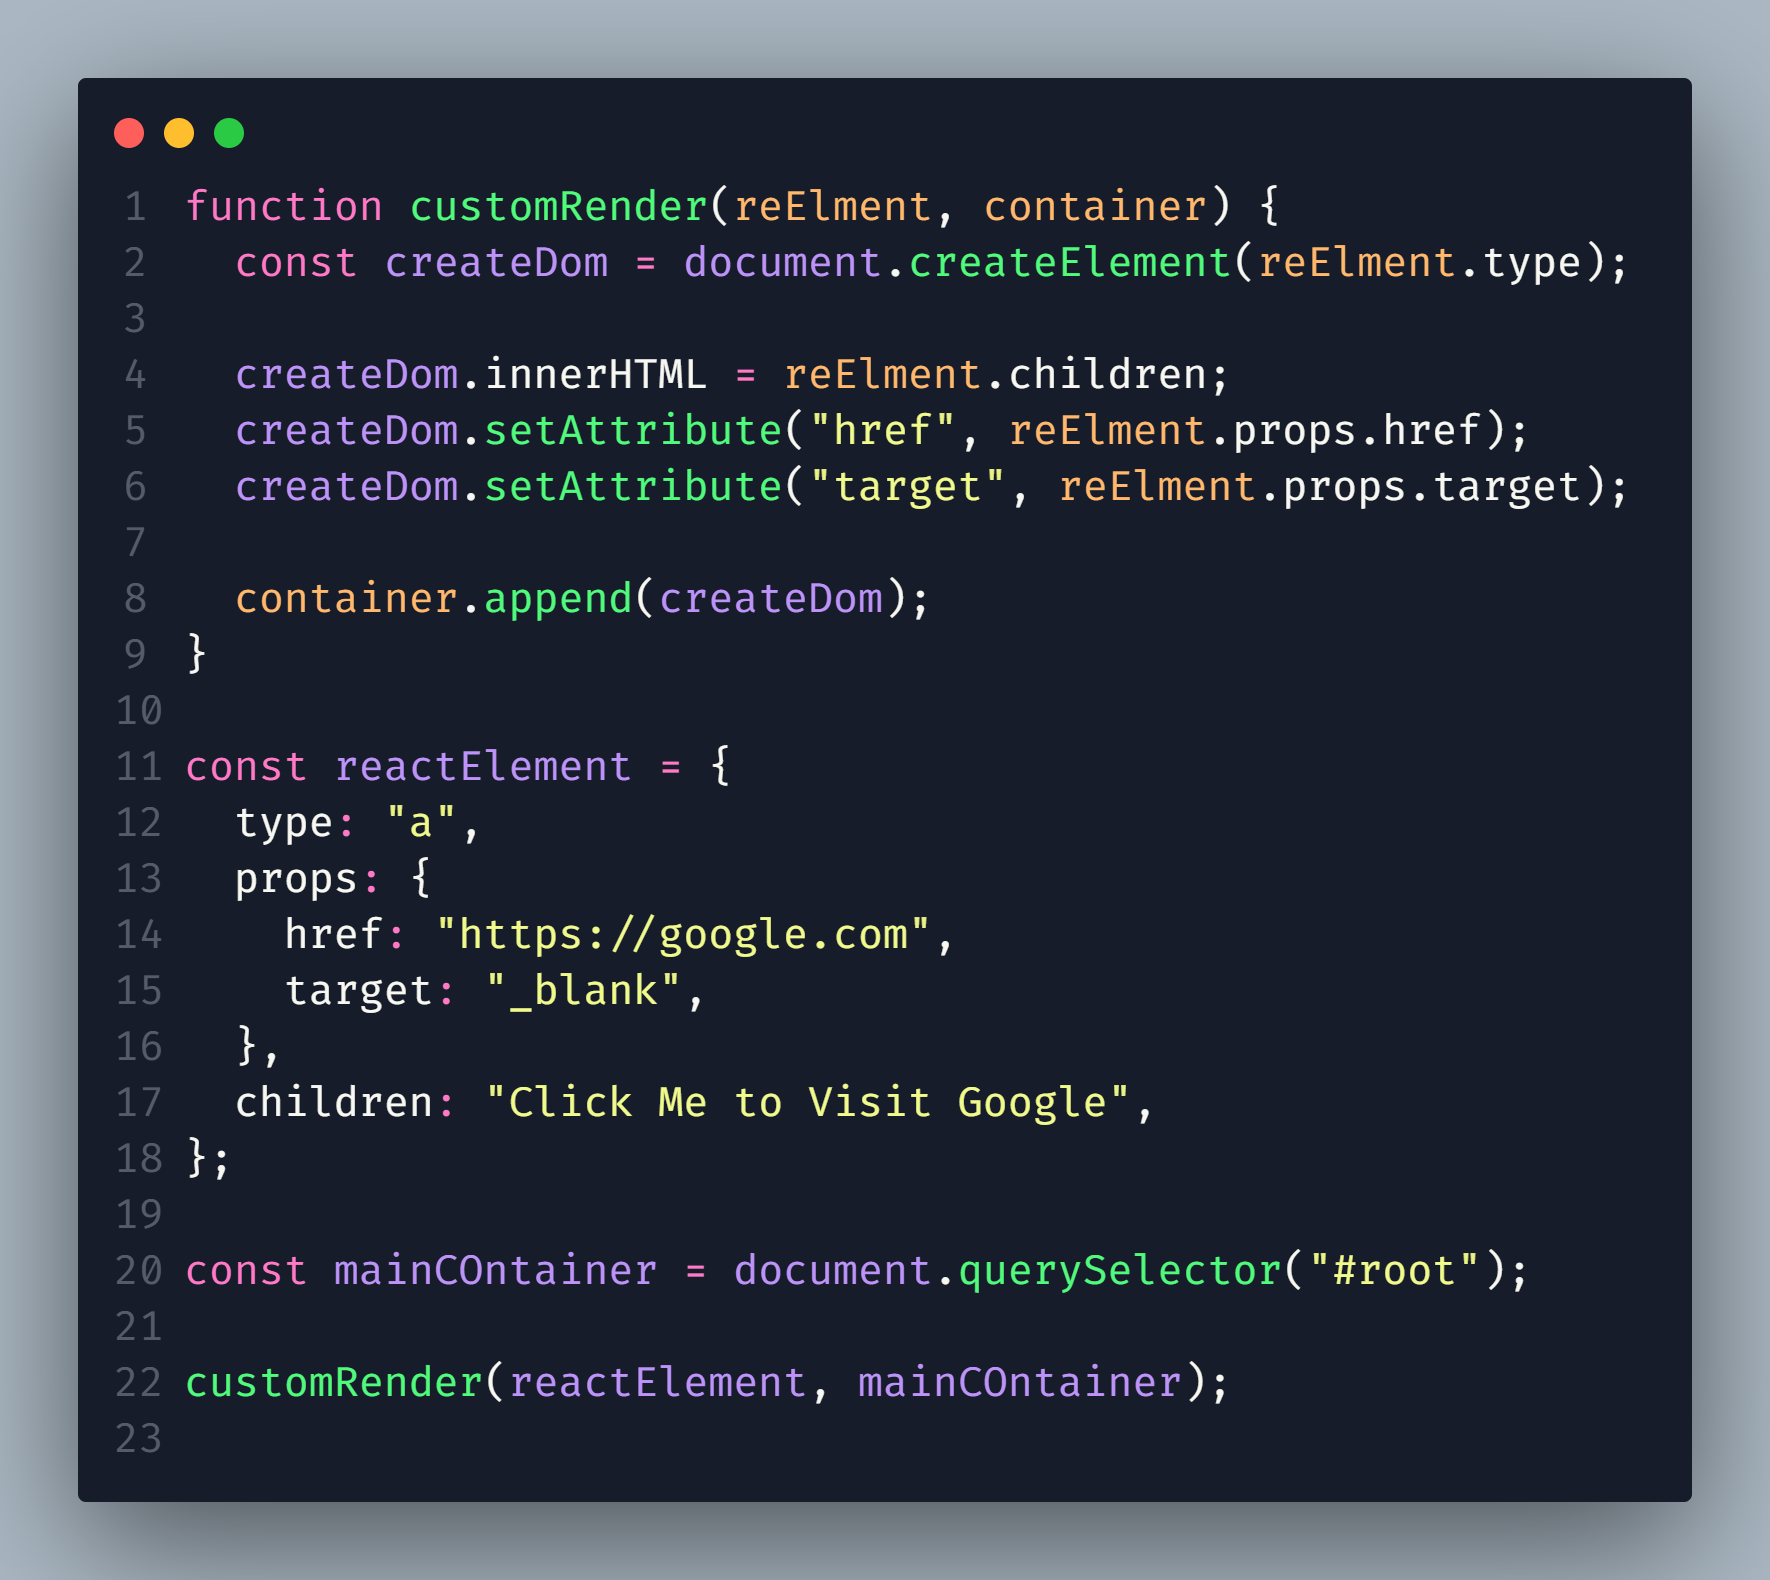 1 function customRender(reElment, container) {
2   const createDom = document.createElement(reElment.type);
3
4   createDom.innerHTML = reElment.children;
5   createDom.setAttribute("href", reElment.props.href);
6   createDom.setAttribute("target", reElment.props.target);
7
8   container.append(createDom);
9 }
10
11 const reactElement = {
12   type: "a",
13   props: {
14     href: "https://google.com",
15     target: "_blank",
16   },
17   children: "Click Me to Visit Google",
18 };
19
20 const mainCOntainer = document.querySelector("#root");
21
22 customRender(reactElement, mainCOntainer);
23